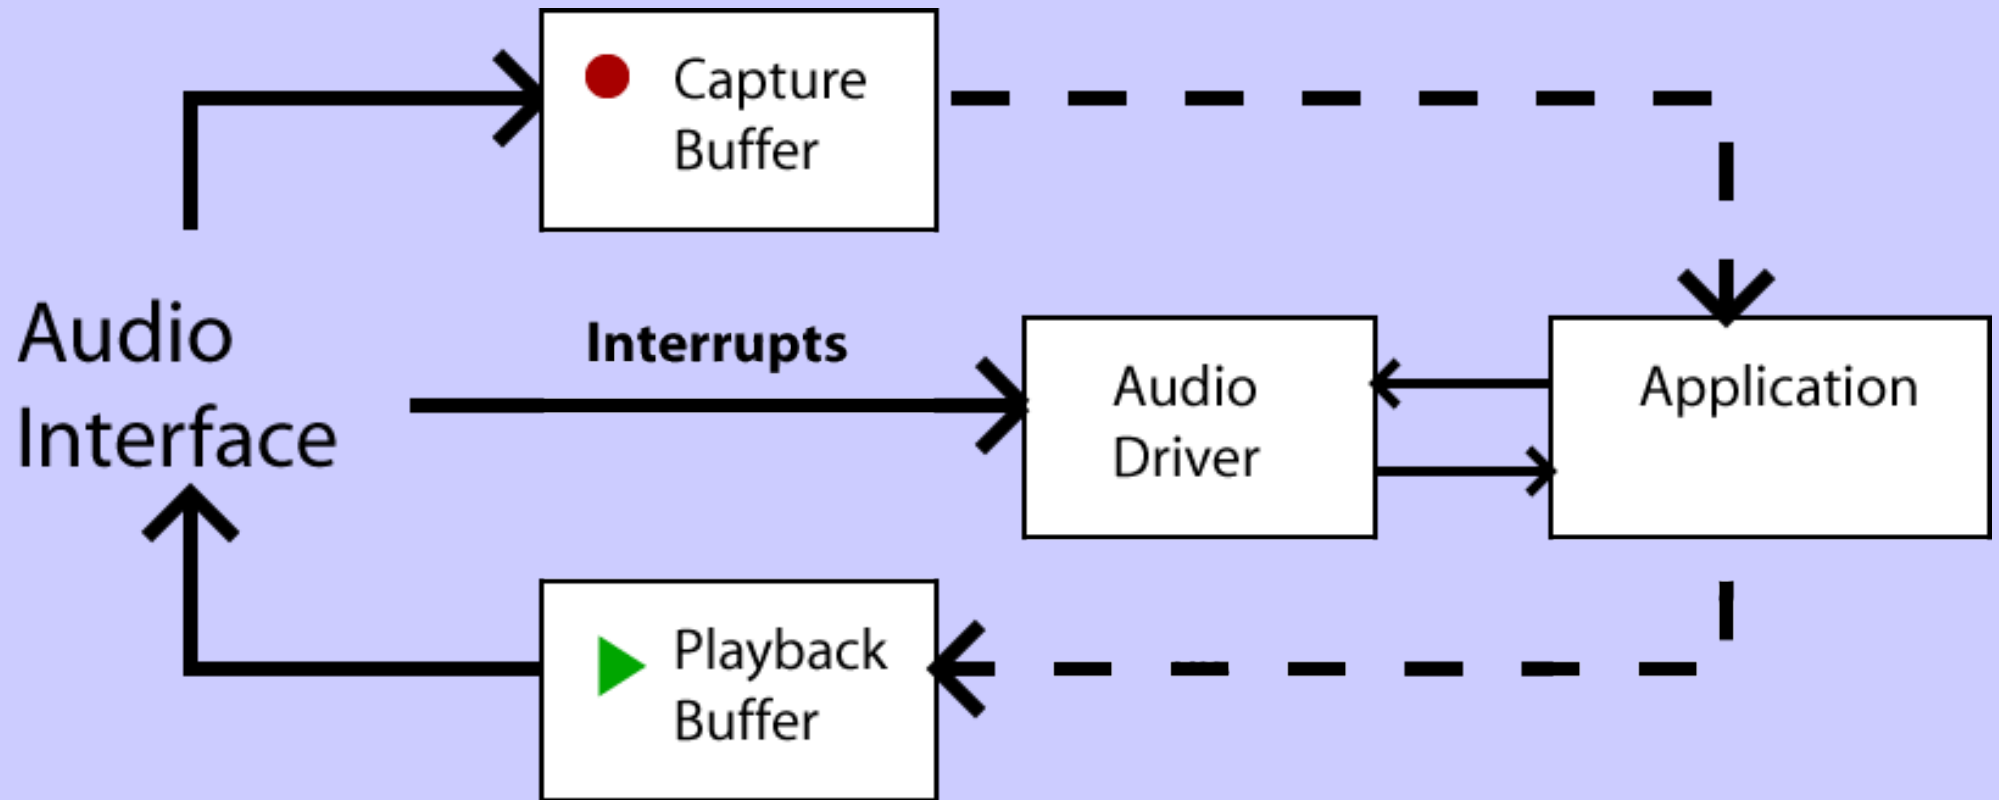 Capture
Buffer
Audio
Interface
Interrupts
Audio
Driver
Application
Playback
Buffer